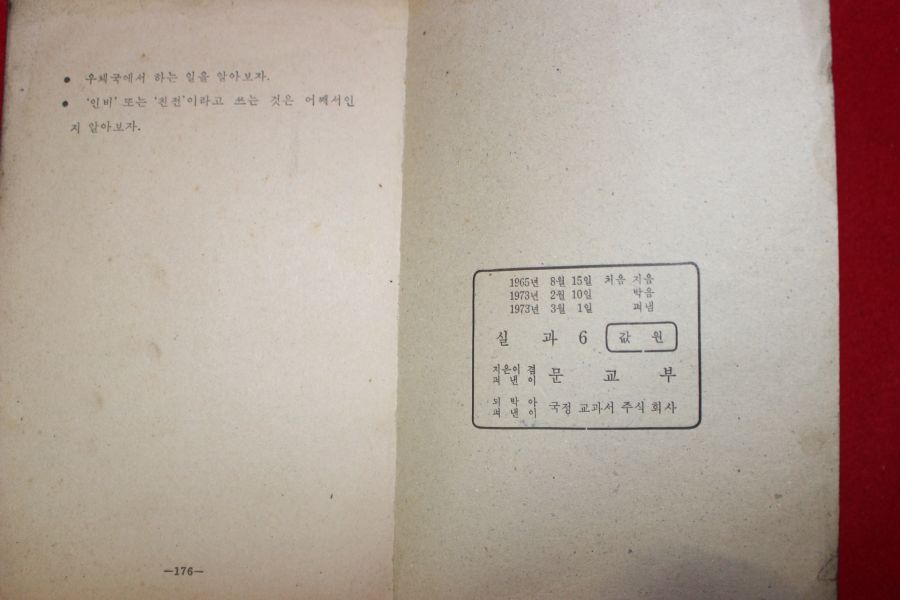 ● 우체국에서 하는 일을 알아보자.
● '인비' 또는 '친전'이라고 쓰는 것은 어째서인
지 알아보자.
—176—
1965년 8월 15일 처음 지음
1973년 2월 10일 박음
1973년 3월 1일 펴냄
실 과 6 값 원
지은이 겸
펴 낸 이 문 교 부
되 박 아
펴 낸 이 국정 교과서 주식 회사